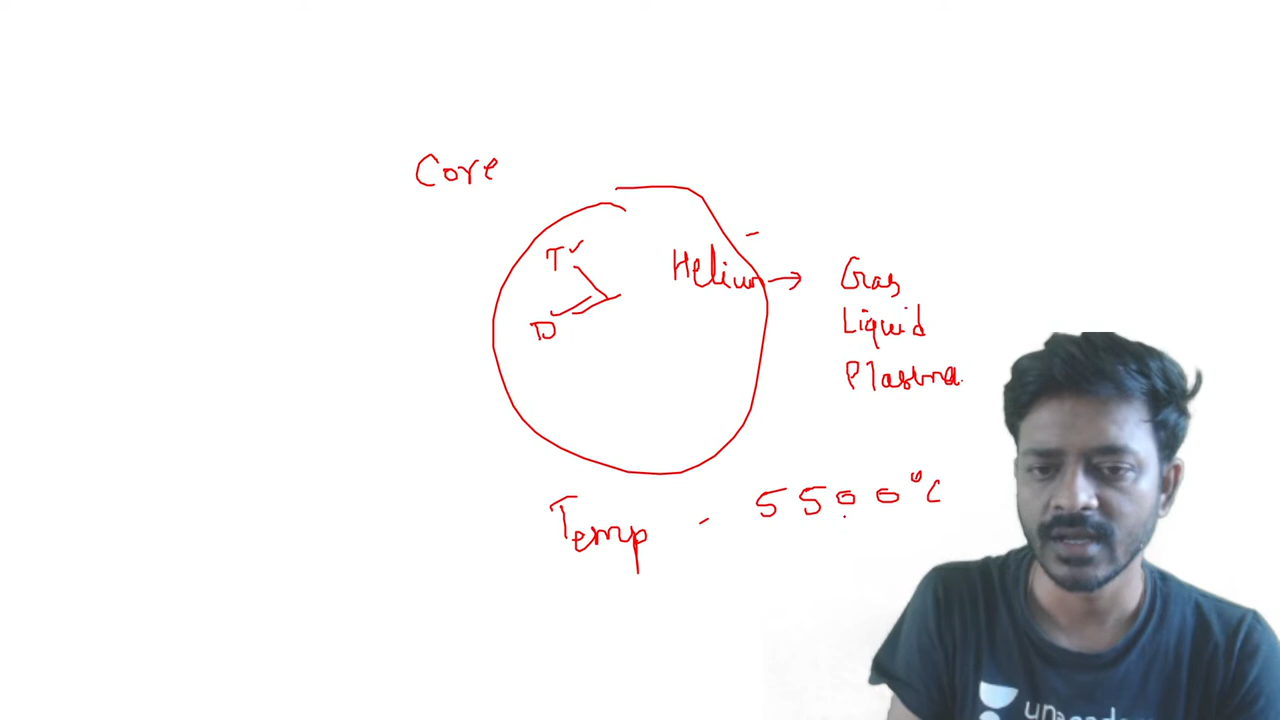 Core
T✓
Helium → Gas
Liquid
D
Plasma.
Temp - 5500°C